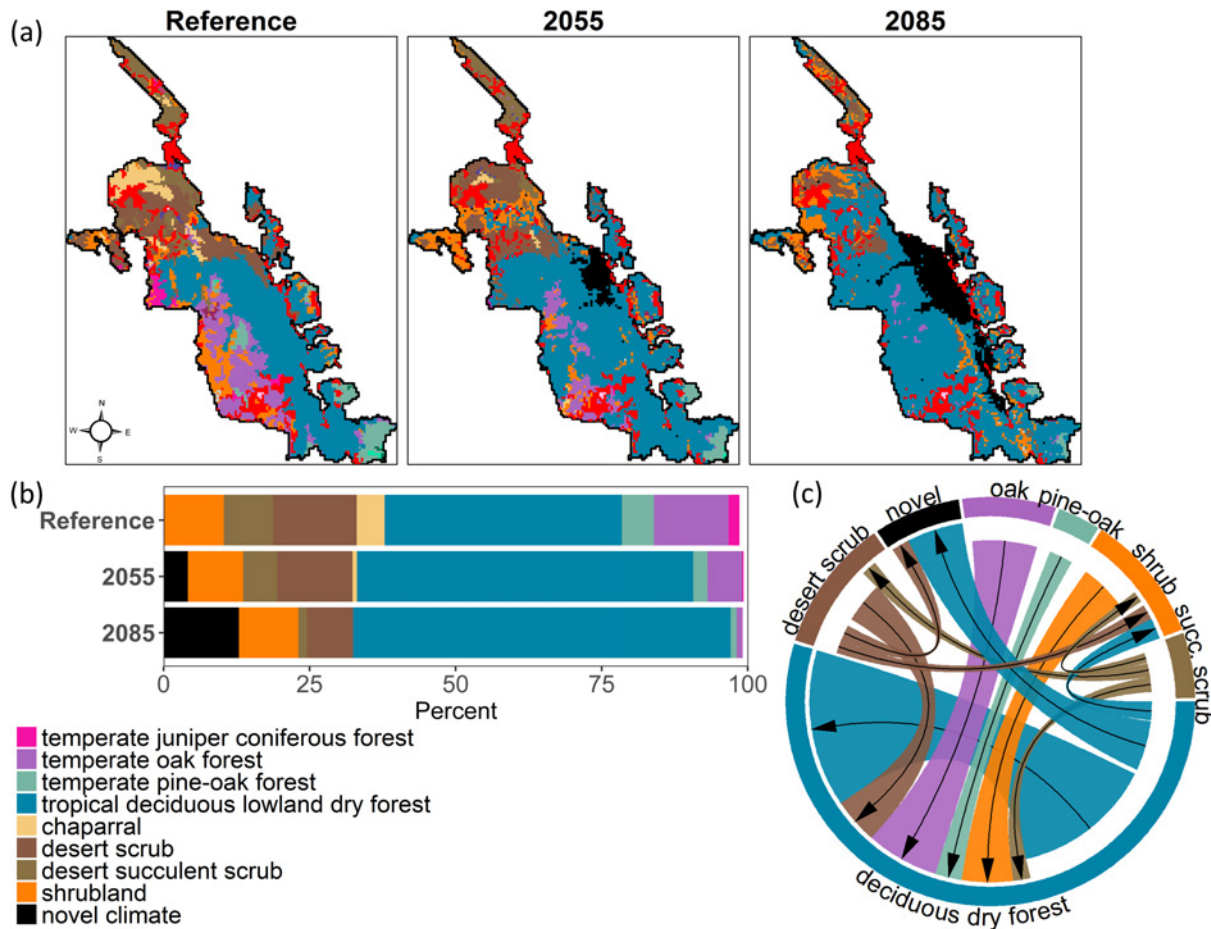 (a)
Reference
2055
2085
N
W E
S
(b)
Reference
2055
2085
0 25 50 75 100
Percent
temperate juniper coniferous forest
temperate oak forest
temperate pine-oak forest
tropical deciduous lowland dry forest
chaparral
desert scrub
desert succulent scrub
shrubland
novel climate
(c)
desert scrub
novel
oak
pine-oak
shrub
succ. scrub
deciduous dry forest